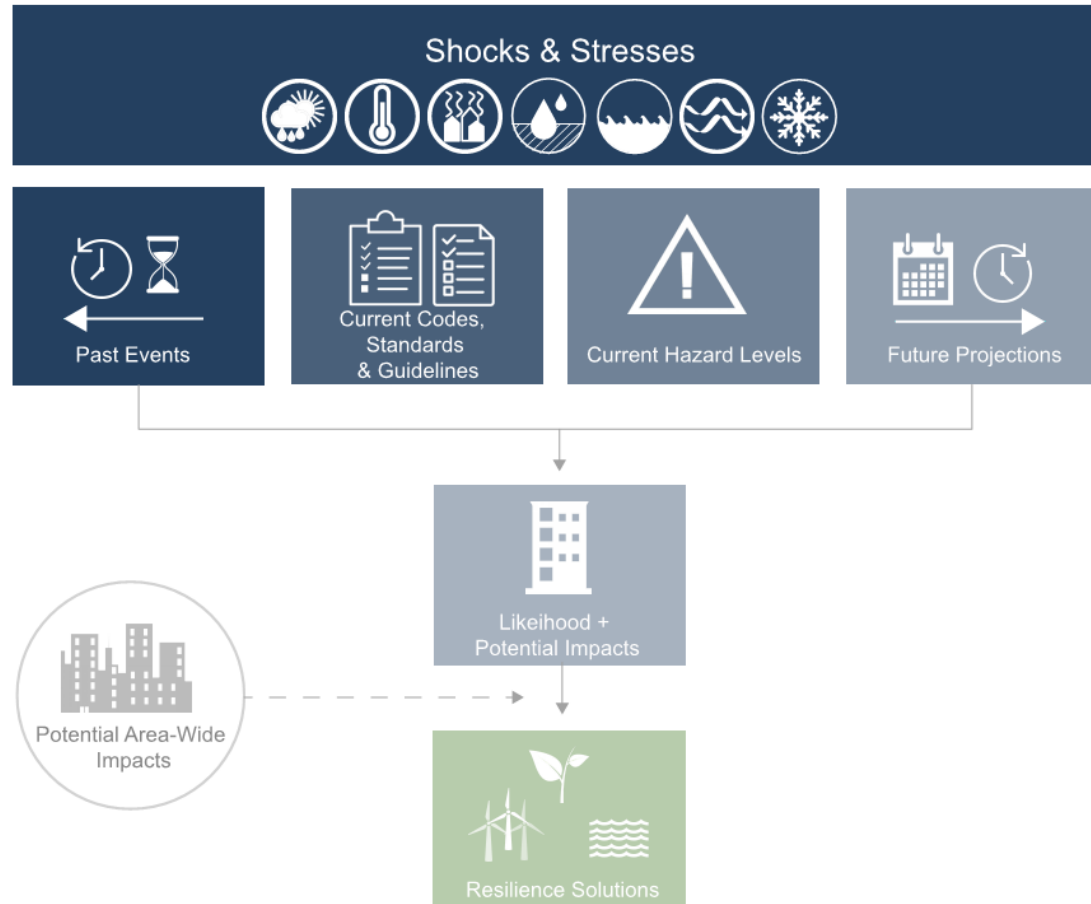 Shocks & Stresses
Past Events
Current Codes,
Standards
& Guidelines
Current Hazard Levels
Future Projections
Likeihood +
Potential Impacts
Potential Area-Wide
Impacts
Resilience Solutions